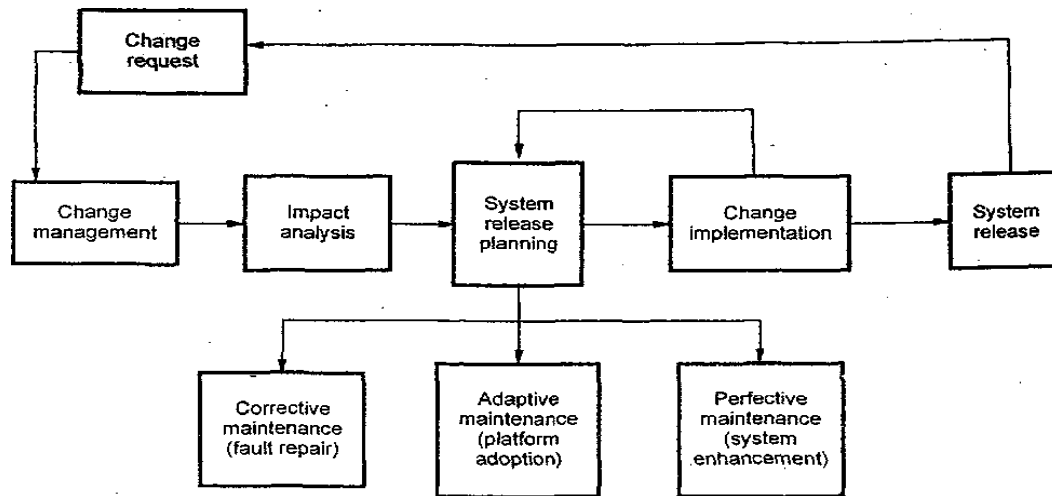 Change
request
Change
management
Impact
analysis
System
release
planning
Change
implementation
System
release
Corrective
maintenance
(fault repair)
Adaptive
maintenance
(platform
adoption)
Perfective
maintenance
(system
enhancement)